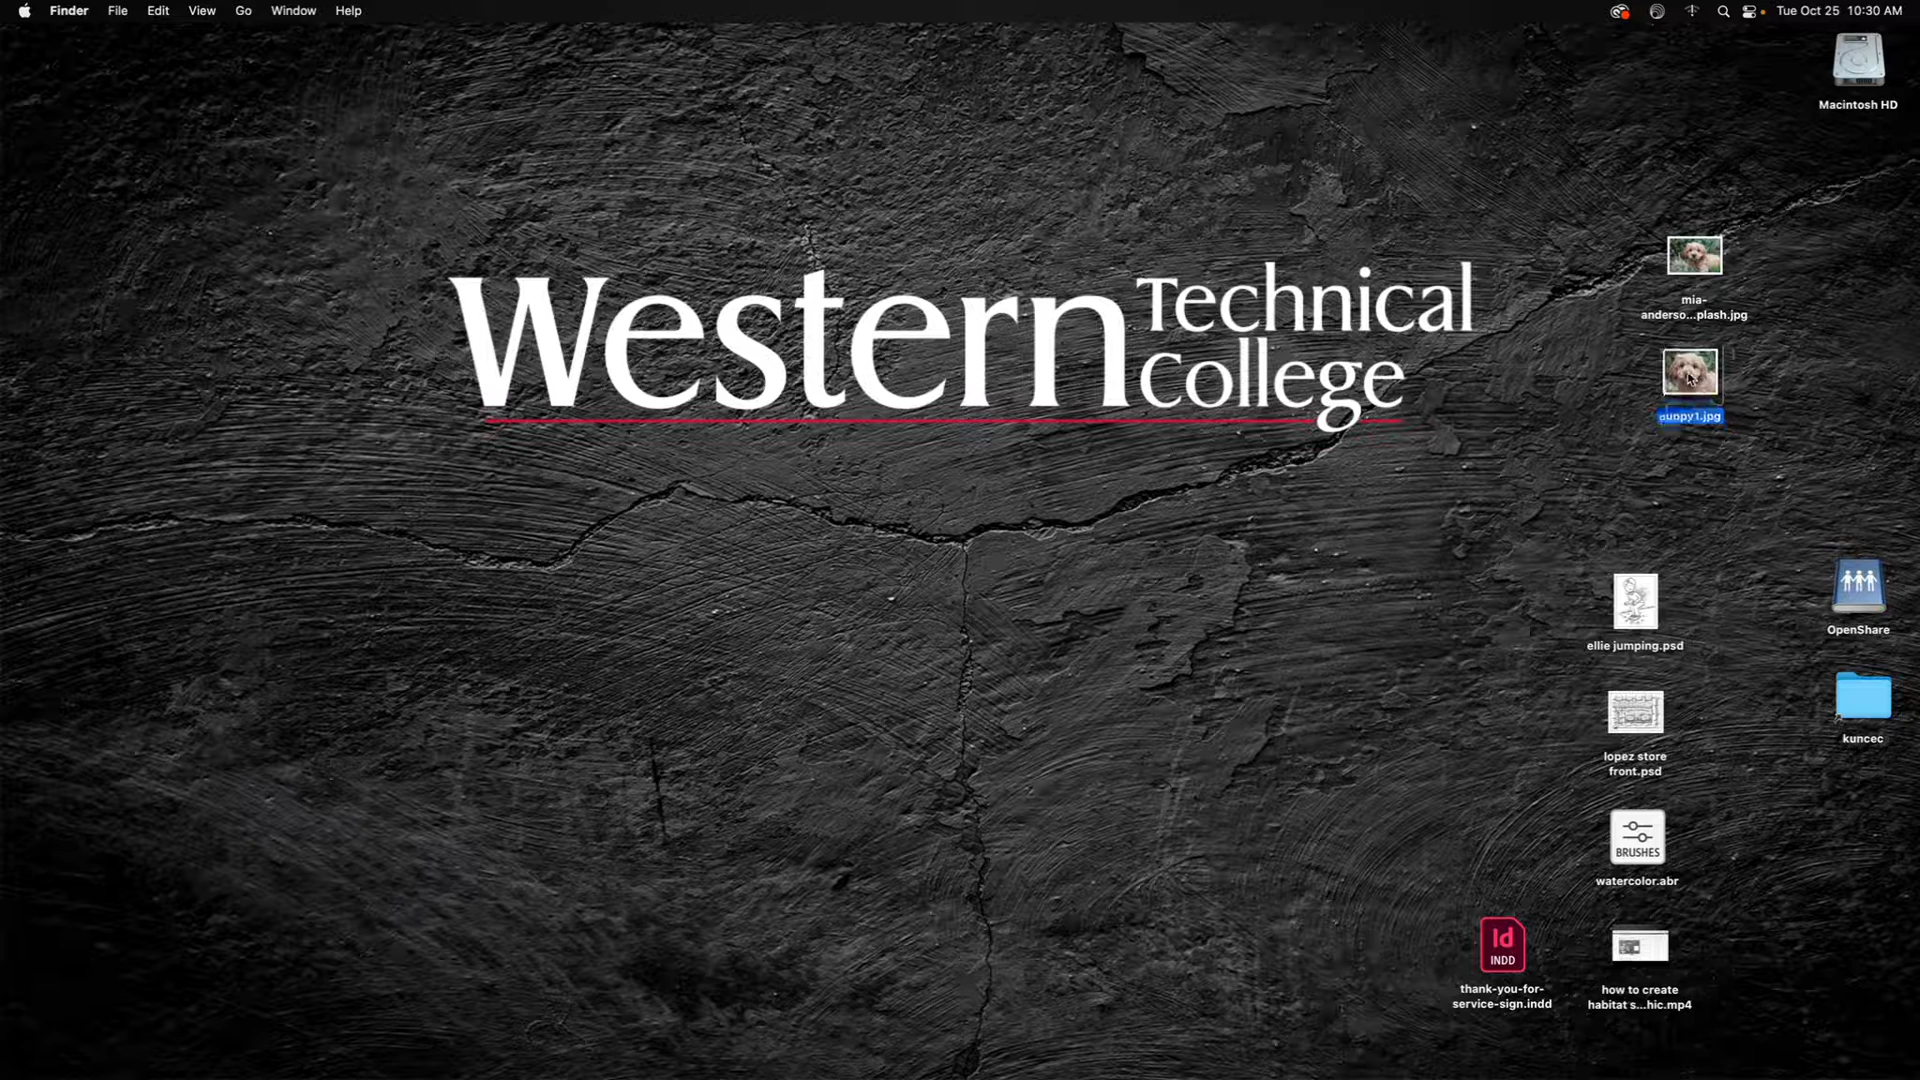 Finder File Edit View Go Window Help Tue Oct 25 10:30 AM
Macintosh HD
mia-
anderso...plash.jpg
Western Technical
College
puppy1.jpg
OpenShare
ellie jumping.psd
kuncec
lopez store
front.psd
BRUSHES
watercolor.abr
Id
INDD
thank-you-for-
service-sign.indd
how to create
habitat s...hic.mp4